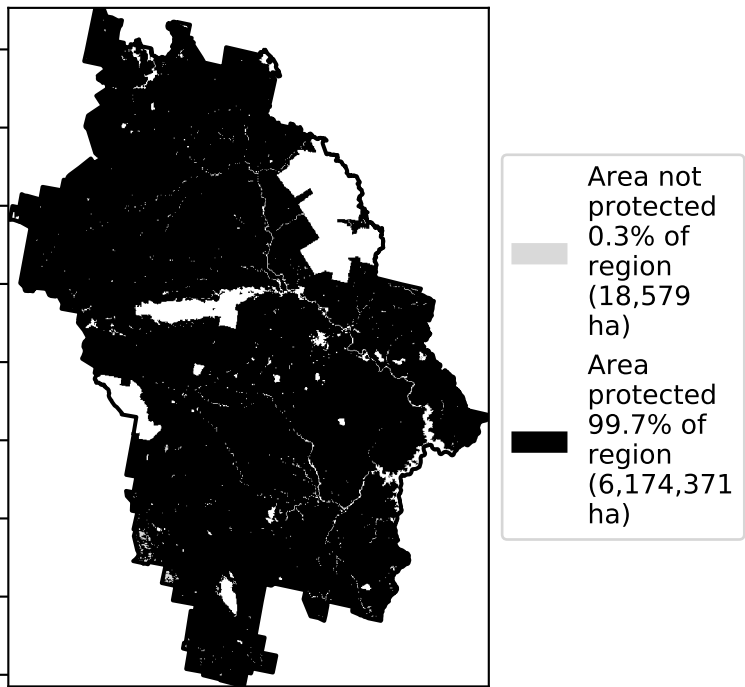 Area not
protected
0.3% of
region
(18,579
ha)
Area
protected
99.7% of
region
(6,174,371
ha)